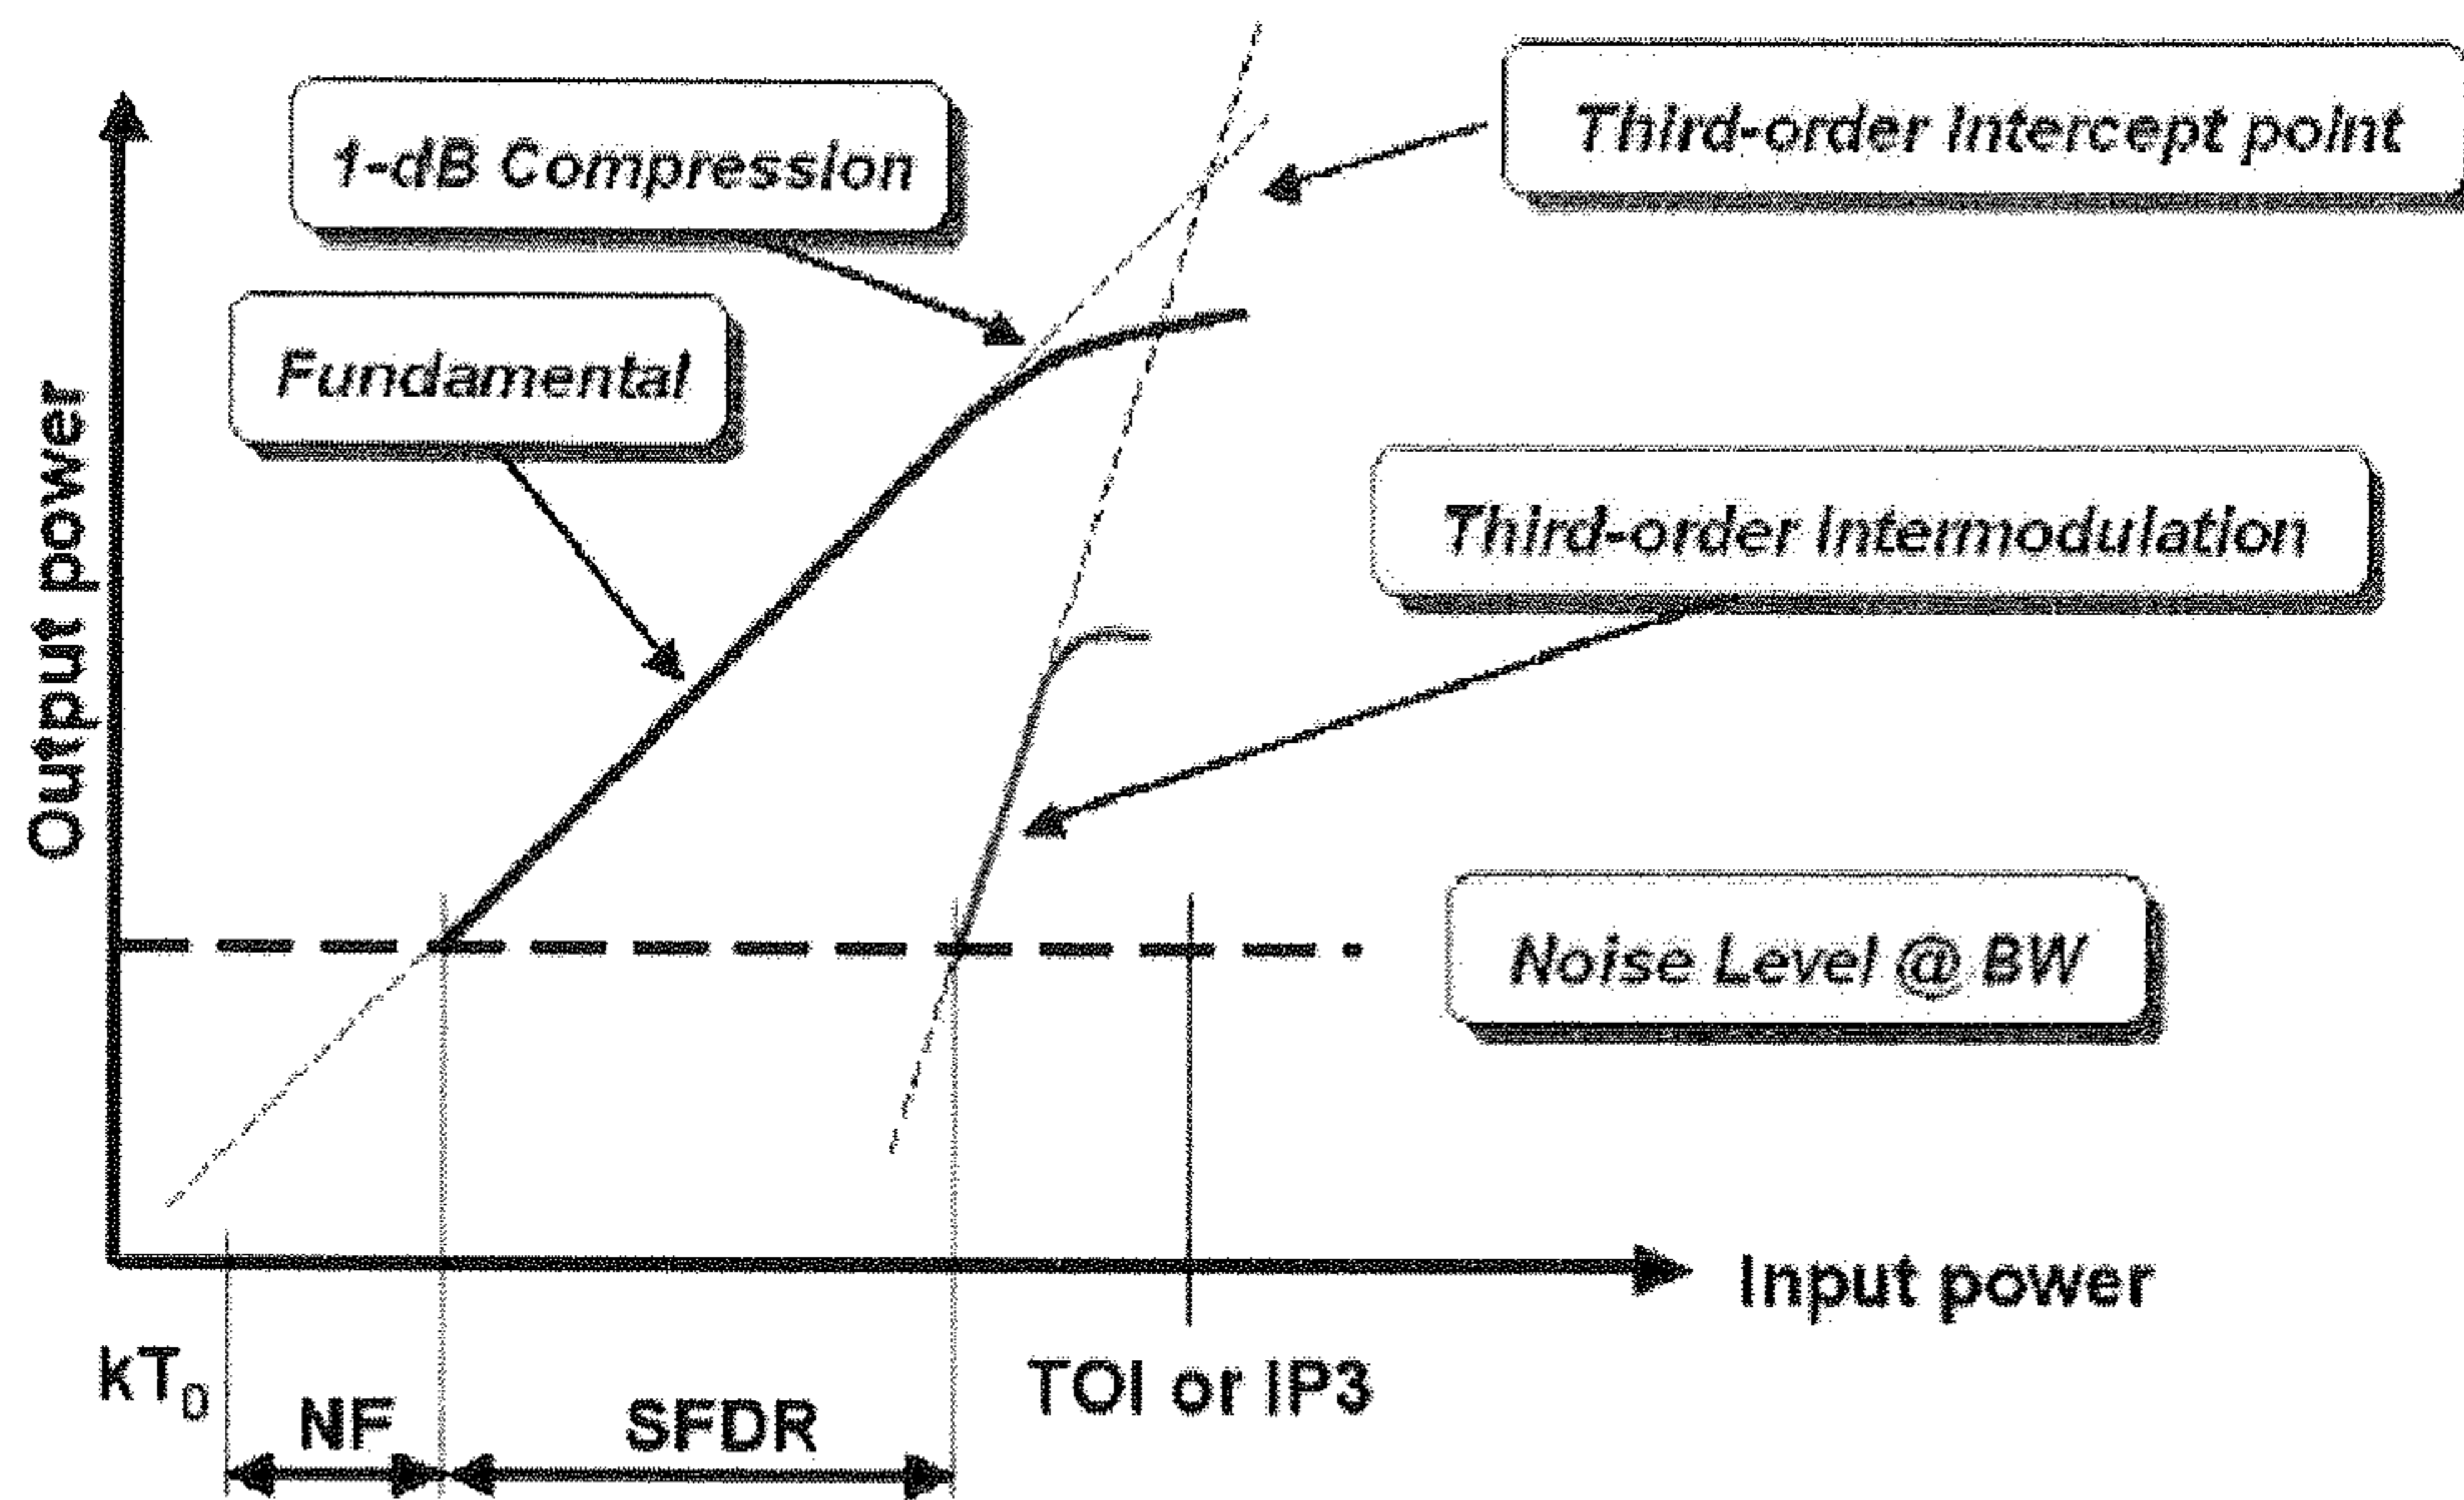 1-dB Compression
Third-order Intercept point
Fundamental
Third-order Intermodulation
Output power
Noise Level @ BW
Input power
kT0
TOI or IP3
NF
SFDR